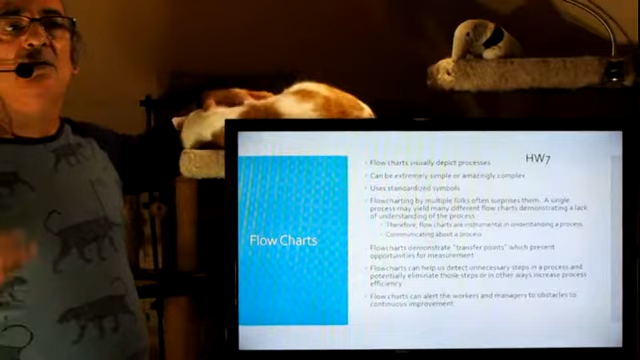 HW7
Flow Charts
Flow charts visually depict processes
Can be extremely simple or amazingly complex
Uses standardized symbols
Flowcharting by multiple folks often surprises them. A single
process may yield many different flow charts demonstrating a lack
of understanding of the process
Therefore, flow charts are instrumental in understanding a process
Communicating about a process
Flowcharts demonstrate "transfer points" which present
opportunities for measurement
Flowcharts can help us detect unnecessary steps in a process and
potentially eliminate those steps or in other ways increase process
efficiency
Flow charts can alert the workers and managers to obstacles to
continuous improvement